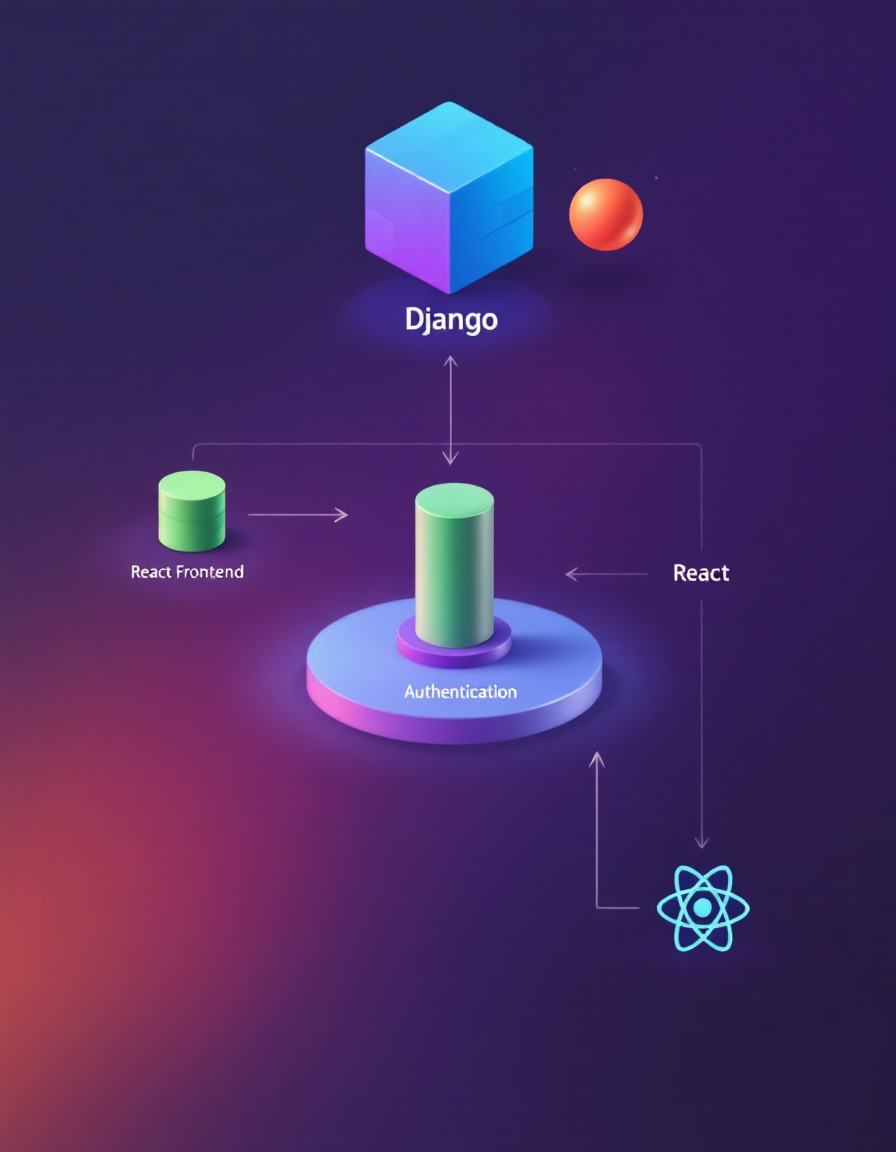 Django
React Frontend
React
Authentication